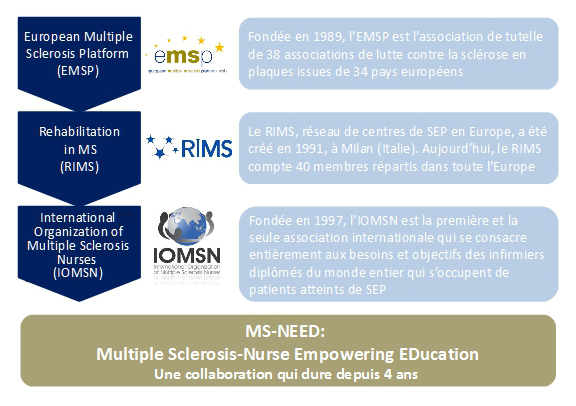 European Multiple
Sclerosis Platform
(EMSP)
emsp
european multiple sclerosis platform
Fondée en 1989, l'EMSP est l'association de tutelle
de 38 associations de lutte contre la sclérose en
plaques issues de 34 pays européens
Rehabilitation
in MS
(RIMS)
RIMS
Le RIMS, réseau de centres de SEP en Europe, a été
créé en 1991, à Milan (Italie). Aujourd'hui, le RIMS
compte 40 membres répartis dans toute l'Europe
International
Organization of
Multiple Sclerosis
Nurses
(IOMSN)
IOMSN
International Organization
of Multiple Sclerosis Nurses
Fondée en 1997, l'IOMSN est la première et la
seule association internationale qui se consacre
entièrement aux besoins et objectifs des infirmiers
diplômés du monde entier qui s'occupent de
patients atteints de SEP
MS-NEED:
Multiple Sclerosis-Nurse Empowering EDucation
Une collaboration qui dure depuis 4 ans